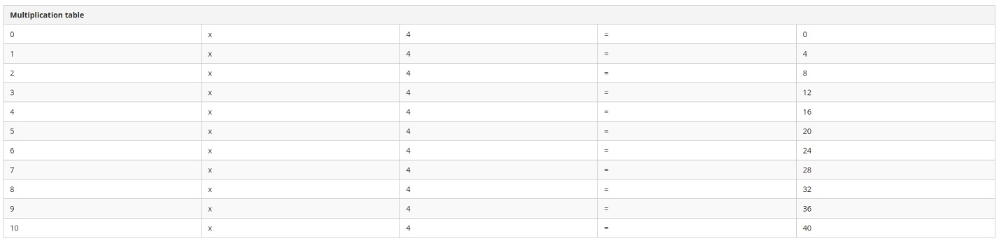 Multiplication table
0 x 4 = 0
1 x 4 = 4
2 x 4 = 8
3 x 4 = 12
4 x 4 = 16
5 x 4 = 20
6 x 4 = 24
7 x 4 = 28
8 x 4 = 32
9 x 4 = 36
10 x 4 = 40